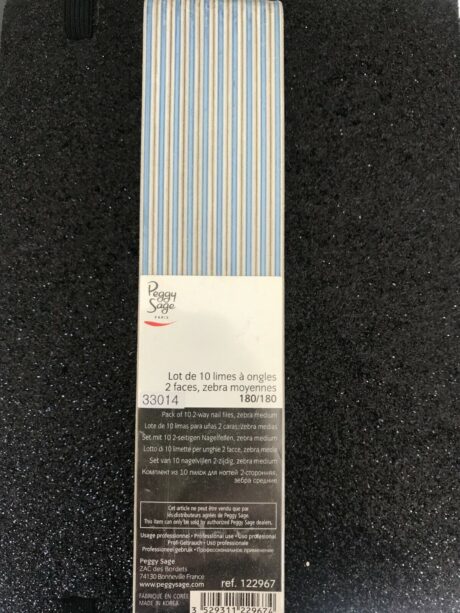 Peggy
Sage
PARIS
Lot de 10 limes à ongles
2 faces, zebra moyennes
33014
180/180
Pack of 10 2-way nail files, zebra medium
Lote de 10 limas para uñas 2 caras, zebra medias
Set mit 10 2-seitigen Nagelfeilen, zebra medium
Lotto di 10 limette per unghie 2 facce, zebra medie
Set van 10 nagelvijlen 2-zijdig, zebra medium
Комплект из 10 пилок для ногтей 2-сторонняя,
зебра средние
Cet article ne peut être vendu que par
les distributeurs agréés de Peggy Sage.
This item can only be sold by authorized Peggy Sage dealers.
Usage professionnel • Professional use • Uso profesional
Profi-Gebrauch • Uso professionale
Professioneel gebruik • Профессиональное применение
Peggy Sage
ZAC des Bordets
74130 Bonneville France
www.peggysage.com
ref. 122967
FABRIQUÉ EN CORÉE
MADE IN KOREA
3 529311 229674